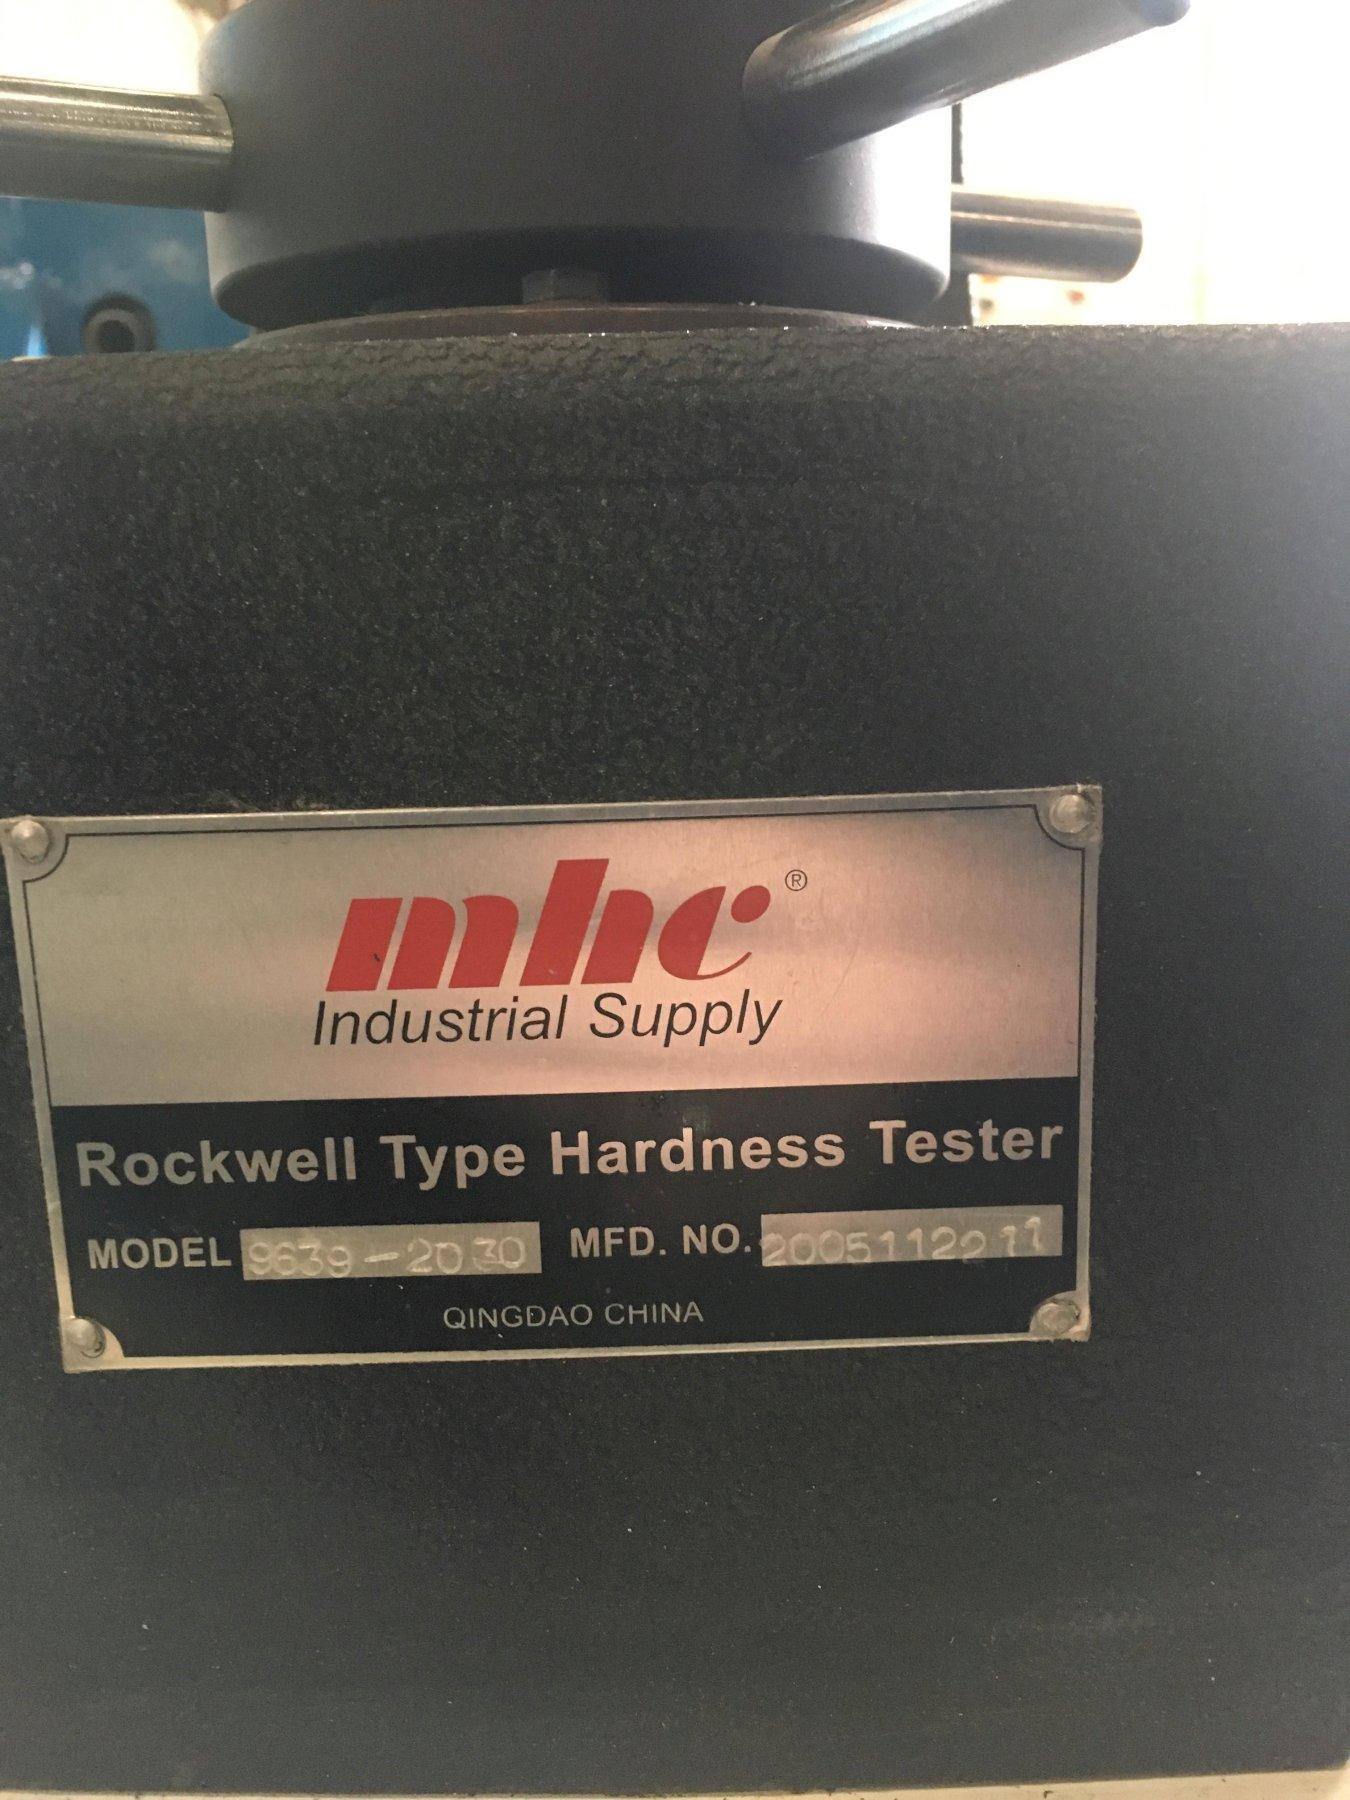 mhc®
Industrial Supply
Rockwell Type Hardness Tester
MODEL 9639-2030 MFD. NO. 2005112211
QINGDAO CHINA